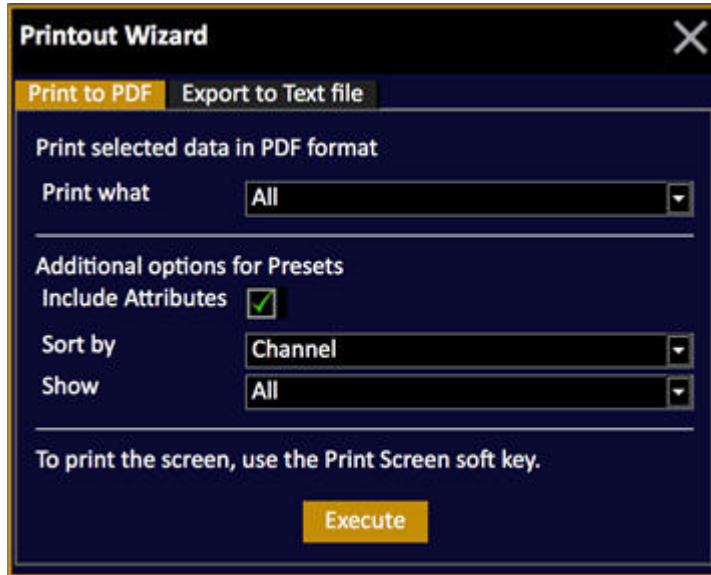 Printout Wizard
Print to PDF Export to Text file
Print selected data in PDF format
Print what All
Additional options for Presets
Include Attributes
Sort by Channel
Show All
To print the screen, use the Print Screen soft key.
Execute